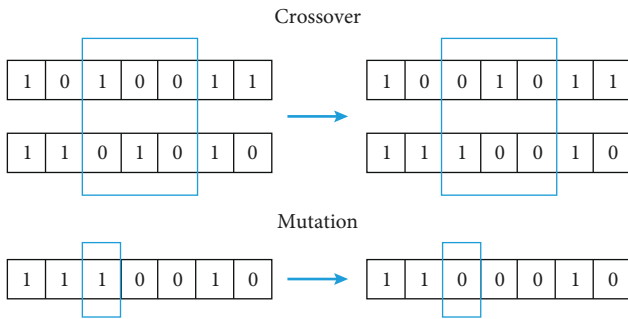 Crossover
1 0 1 0 0 1 1
1 0 0 1 0 1 1
1 1 0 1 0 1 0
1 1 1 0 0 1 0
Mutation
1 1 1 0 0 1 0
1 1 0 0 0 1 0